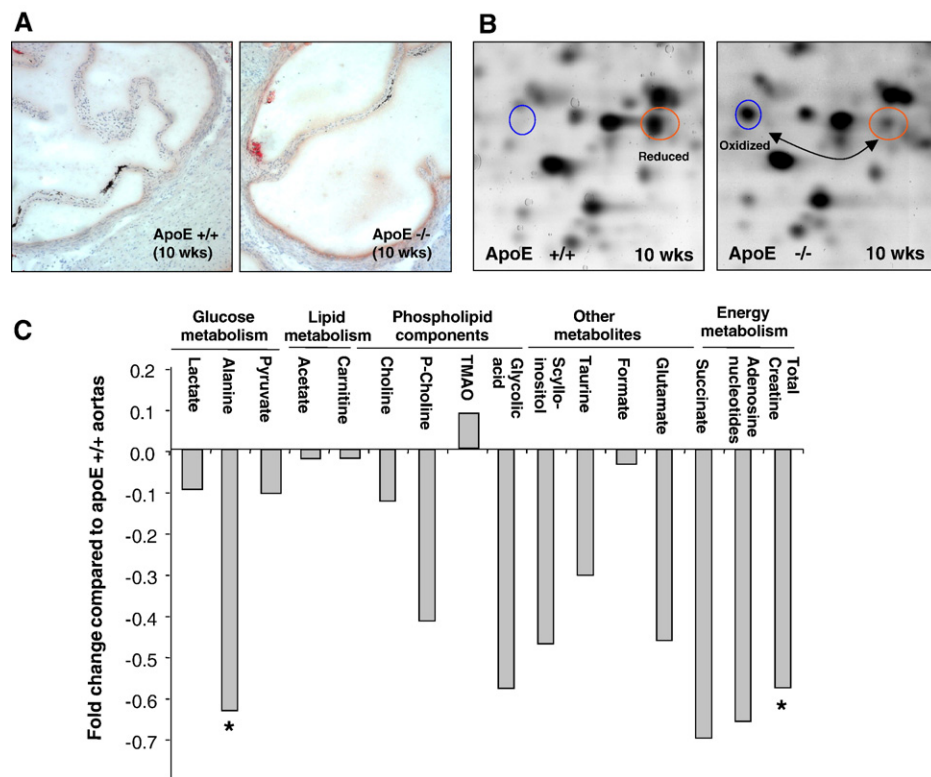 A
ApoE +/+
(10 wks)
ApoE -/-
(10 wks)
B
Reduced
ApoE +/+ 10 wks
Oxidized
ApoE -/- 10 wks
C
Glucose
metabolism
Lipid
metabolism
Phospholipid
components
Other
metabolites
Energy
metabolism
Lactate
Alanine
Pyruvate
Acetate
Carnitine
Choline
P-Choline
TMAO
Glycolic
acid
Scyllo-
inositol
Taurine
Formate
Glutamate
Succinate
Adenosine
nucleotides
Total
Creatine
Fold change compared to apoE +/+ aortas
0.2
0.1
0.0
-0.1
-0.2
-0.3
-0.4
-0.5
-0.6
-0.7
*
*